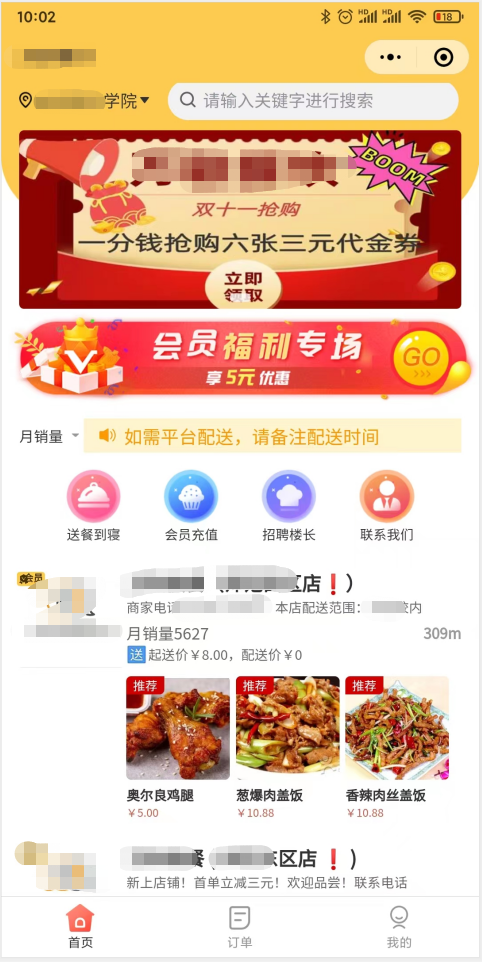 10:02
HD HD 18
学院
请输入关键字进行搜索
BOOM
双十一抢购
一分钱抢购六张三元代金券
立即
领取
会员福利专场
享5元优惠
GO
月销量
如需平台配送，请备注配送时间
送餐到寝
会员充值
招聘楼长
联系我们
会员
区店❗）
商家电话 本店配送范围： 校内
月销量5627
309m
送 起送价￥8.00，配送价￥0
推荐 推荐 推荐
奥尔良鸡腿 葱爆肉盖饭 香辣肉丝盖饭
￥5.00 ￥10.88 ￥10.88
餐 东区店❗)
新上店铺！首单立减三元！欢迎品尝！联系电话
首页 订单 我的